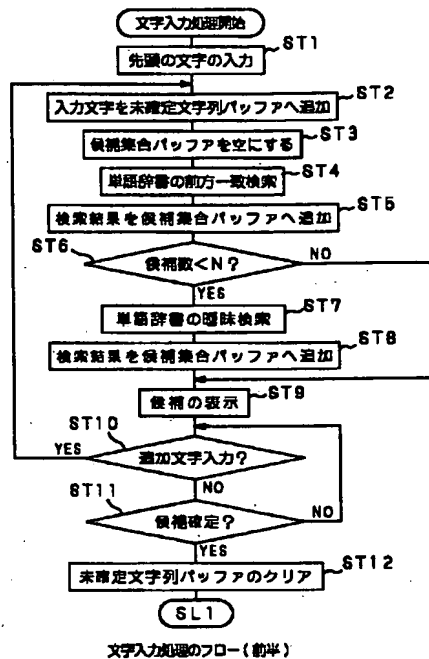 文字入力処理開始
ST1
先頭の文字の入力
ST2
入力文字を未確定文字列バッファへ追加
ST3
候補集合バッファを空にする
ST4
単語辞書の前方一致検索
ST5
検索結果を候補集合バッファへ追加
ST6
候補数<N?
NO
YES
ST7
単語辞書の曖昧検索
ST8
検索結果を候補集合バッファへ追加
ST9
候補の表示
ST10
YES
追加文字入力?
NO
ST11
候補確定?
NO
YES
ST12
未確定文字列バッファのクリア
SL1
文字入力処理のフロー(前半)